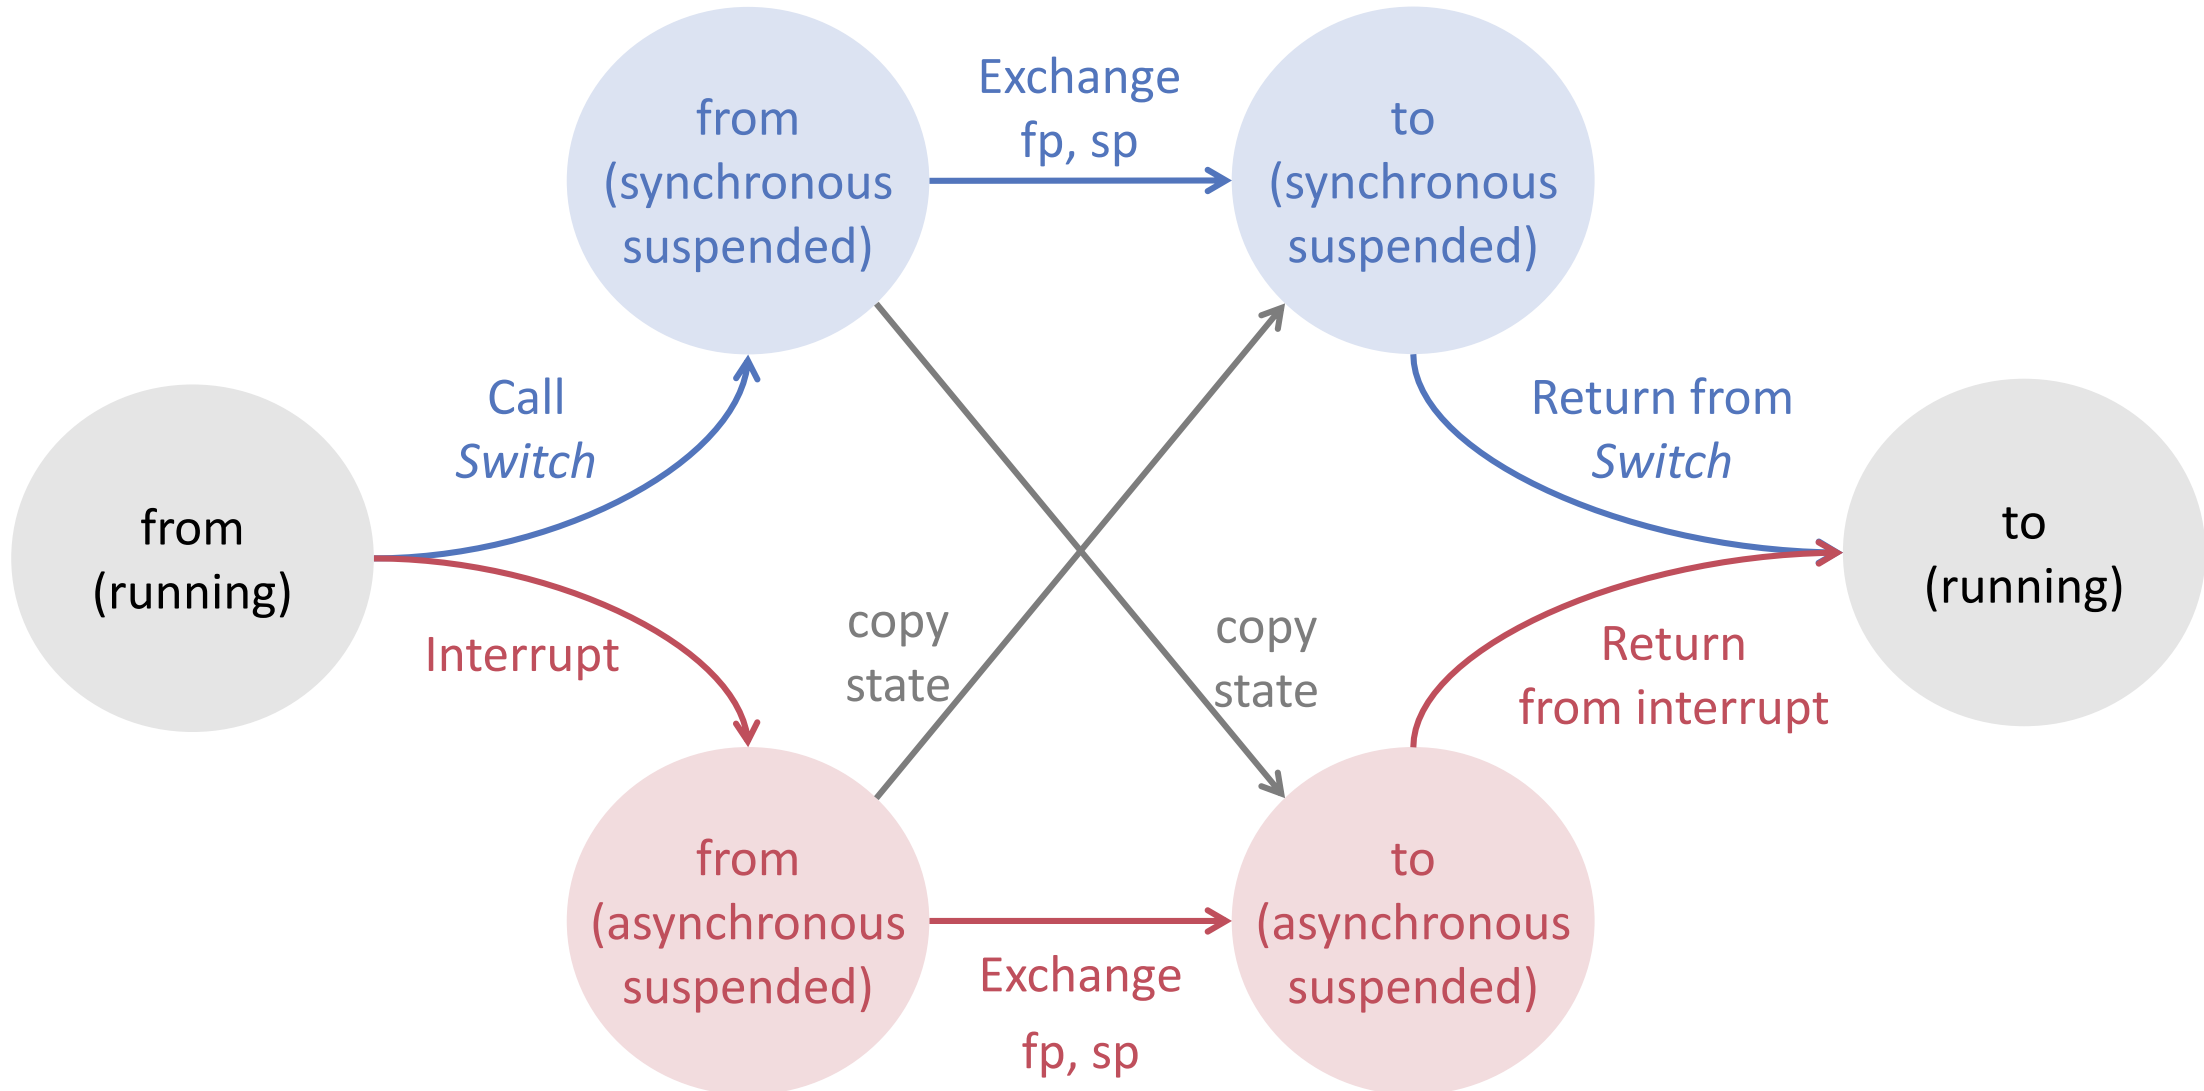 from
(synchronous
suspended)
Exchange
fp, sp
to
(synchronous
suspended)
Call
Switch
Return from
Switch
from
(running)
to
(running)
Interrupt
copy
state
copy
state
Return
from interrupt
from
(asynchronous
suspended)
Exchange
fp, sp
to
(asynchronous
suspended)